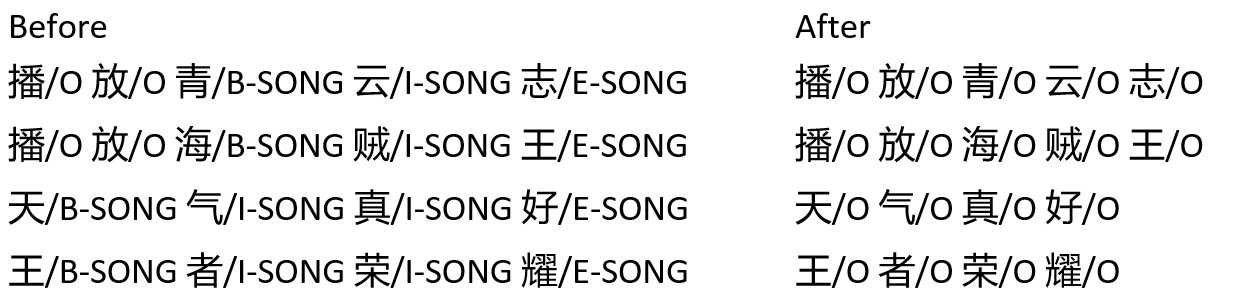 Before After
播/O 放/O 青/B-SONG 云/I-SONG 志/E-SONG 播/O 放/O 青/O 云/O 志/O
播/O 放/O 海/B-SONG 贼/I-SONG 王/E-SONG 播/O 放/O 海/O 贼/O 王/O
天/B-SONG 气/I-SONG 真/I-SONG 好/E-SONG 天/O 气/O 真/O 好/O
王/B-SONG 者/I-SONG 荣/I-SONG 耀/E-SONG 王/O 者/O 荣/O 耀/O